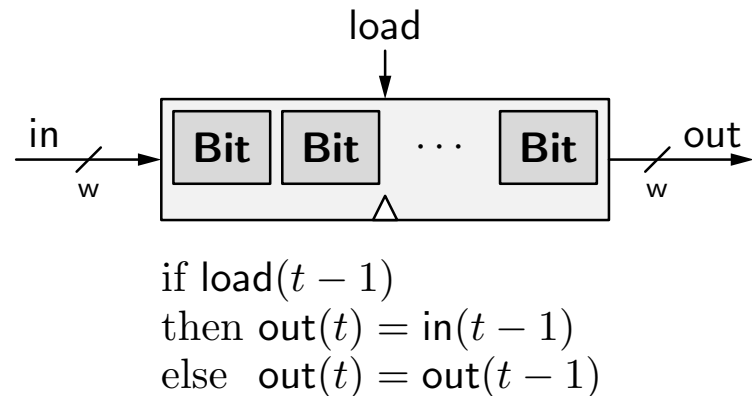 load
in Bit Bit ... Bit out
w w
if load(t − 1)
then out(t) = in(t − 1)
else out(t) = out(t − 1)